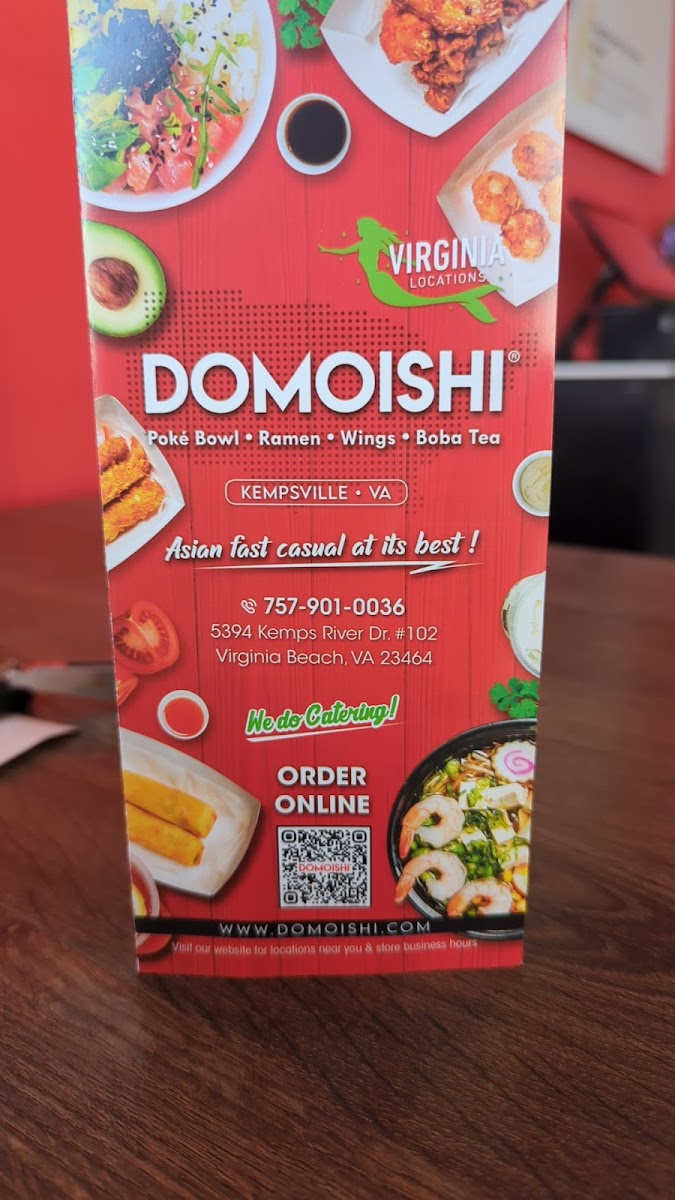 VIRGINIA
LOCATIONS
DOMOISHI®
Poké Bowl • Ramen • Wings • Boba Tea
KEMPSVILLE • VA
Asian fast casual at its best!
757-901-0036
5394 Kemps River Dr. #102
Virginia Beach, VA 23464
We do Catering!
ORDER
ONLINE
DOMOISHI
WWW.DOMOISHI.COM
Visit our website for locations near you & store business hours